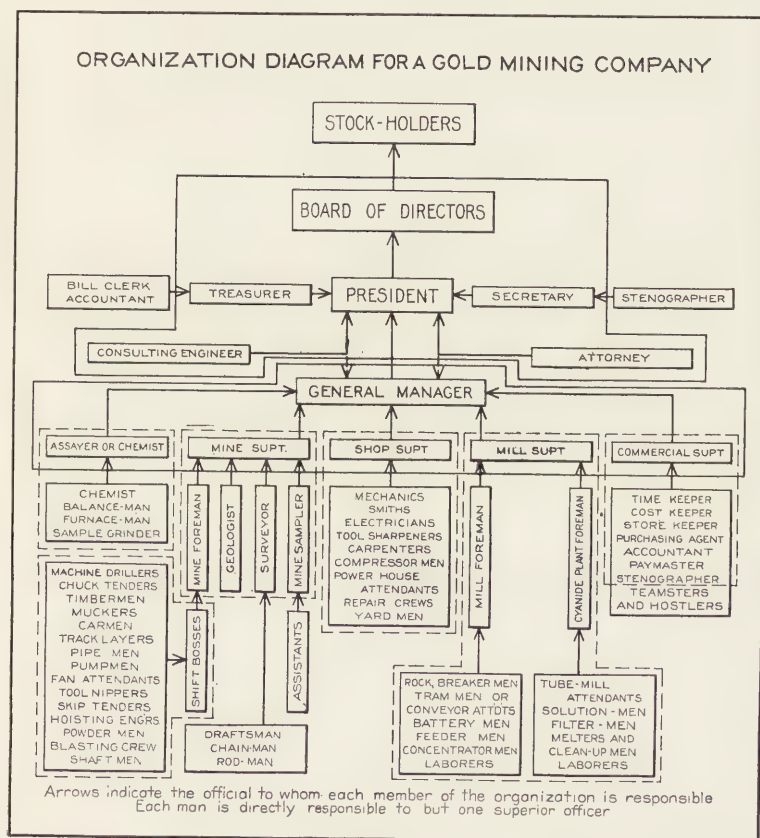 ORGANIZATION DIAGRAM FOR A GOLD MINING COMPANY
STOCK-HOLDERS
BOARD OF DIRECTORS
BILL CLERK
ACCOUNTANT
TREASURER
PRESIDENT
SECRETARY
STENOGRAPHER
CONSULTING ENGINEER
ATTORNEY
GENERAL MANAGER
ASSAYER OR CHEMIST
MINE SUPT.
SHOP SUPT
MILL SUPT
COMMERCIAL SUPT
CHEMIST
BALANCE-MAN
FURNACE-MAN
SAMPLE GRINDER
MINE FOREMAN
GEOLOGIST
SURVEYOR
MINE SAMPLER
MECHANICS
SMITHS
ELECTRICIANS
TOOL SHARPENERS
CARPENTERS
COMPRESSOR MEN
POWER HOUSE
ATTENDANTS
REPAIR CREWS
YARD MEN
MILL FOREMAN
CYANIDE PLANT FOREMAN
TIME KEEPER
COST KEEPER
STORE KEEPER
PURCHASING AGENT
ACCOUNTANT
PAYMASTER
STENOGRAPHER
TEAMSTERS
AND HOSTLERS
MACHINE DRILLERS
CHUCK TENDERS
TIMBERMEN
MUCKERS
CARMEN
TRACK LAYERS
PIPE MEN
PUMPMEN
FAN ATTENDANTS
TOOL NIPPERS
SKIP TENDERS
HOISTING ENGRS
POWDER MEN
BLASTING CREW
SHAFT MEN
SHIFT BOSSES
ASSISTANTS
DRAFTSMAN
CHAIN-MAN
ROD-MAN
ROCK, BREAKER MEN
TRAM MEN OR
CONVEYOR ATTDTS
BATTERY MEN
FEEDER MEN
CONCENTRATOR MEN
LABORERS
TUBE-MILL
ATTENDANTS
SOLUTION-MEN
FILTER-MEN
MELTERS AND
CLEAN-UP MEN
LABORERS
Arrows indicate the official to whom each member of the organization is responsible
Each man is directly responsible to but one superior officer